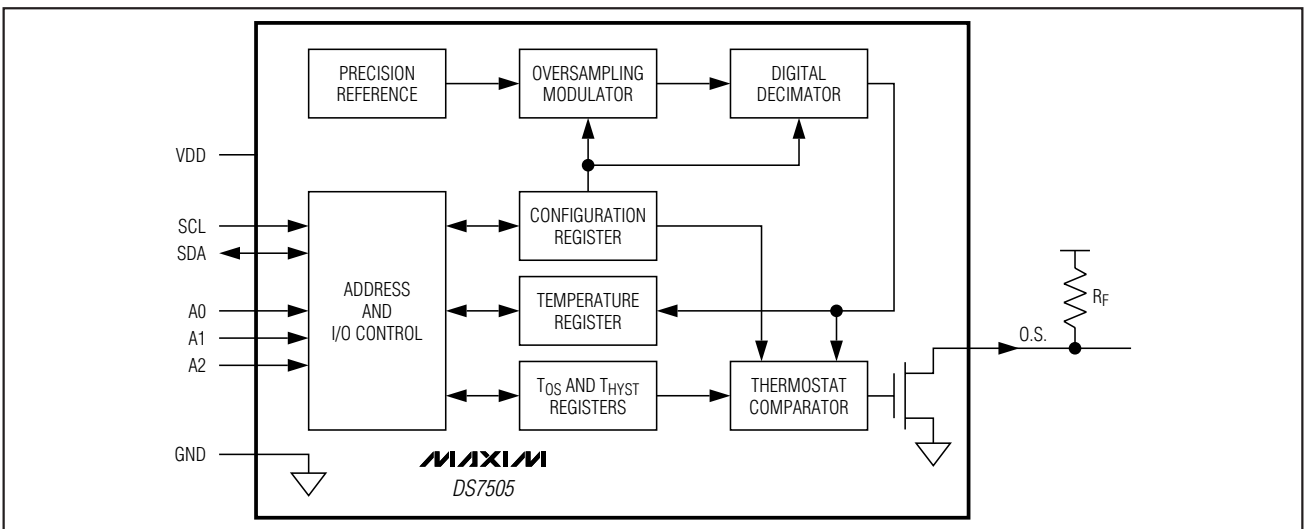 PRECISION
REFERENCE
OVERSAMPLING
MODULATOR
DIGITAL
DECIMATOR
VDD
SCL
SDA
A0
A1
A2
GND
ADDRESS
AND
I/O CONTROL
CONFIGURATION
REGISTER
TEMPERATURE
REGISTER
TOS AND THYST
REGISTERS
THERMOSTAT
COMPARATOR
O.S.
RF
MAXIM
DS7505